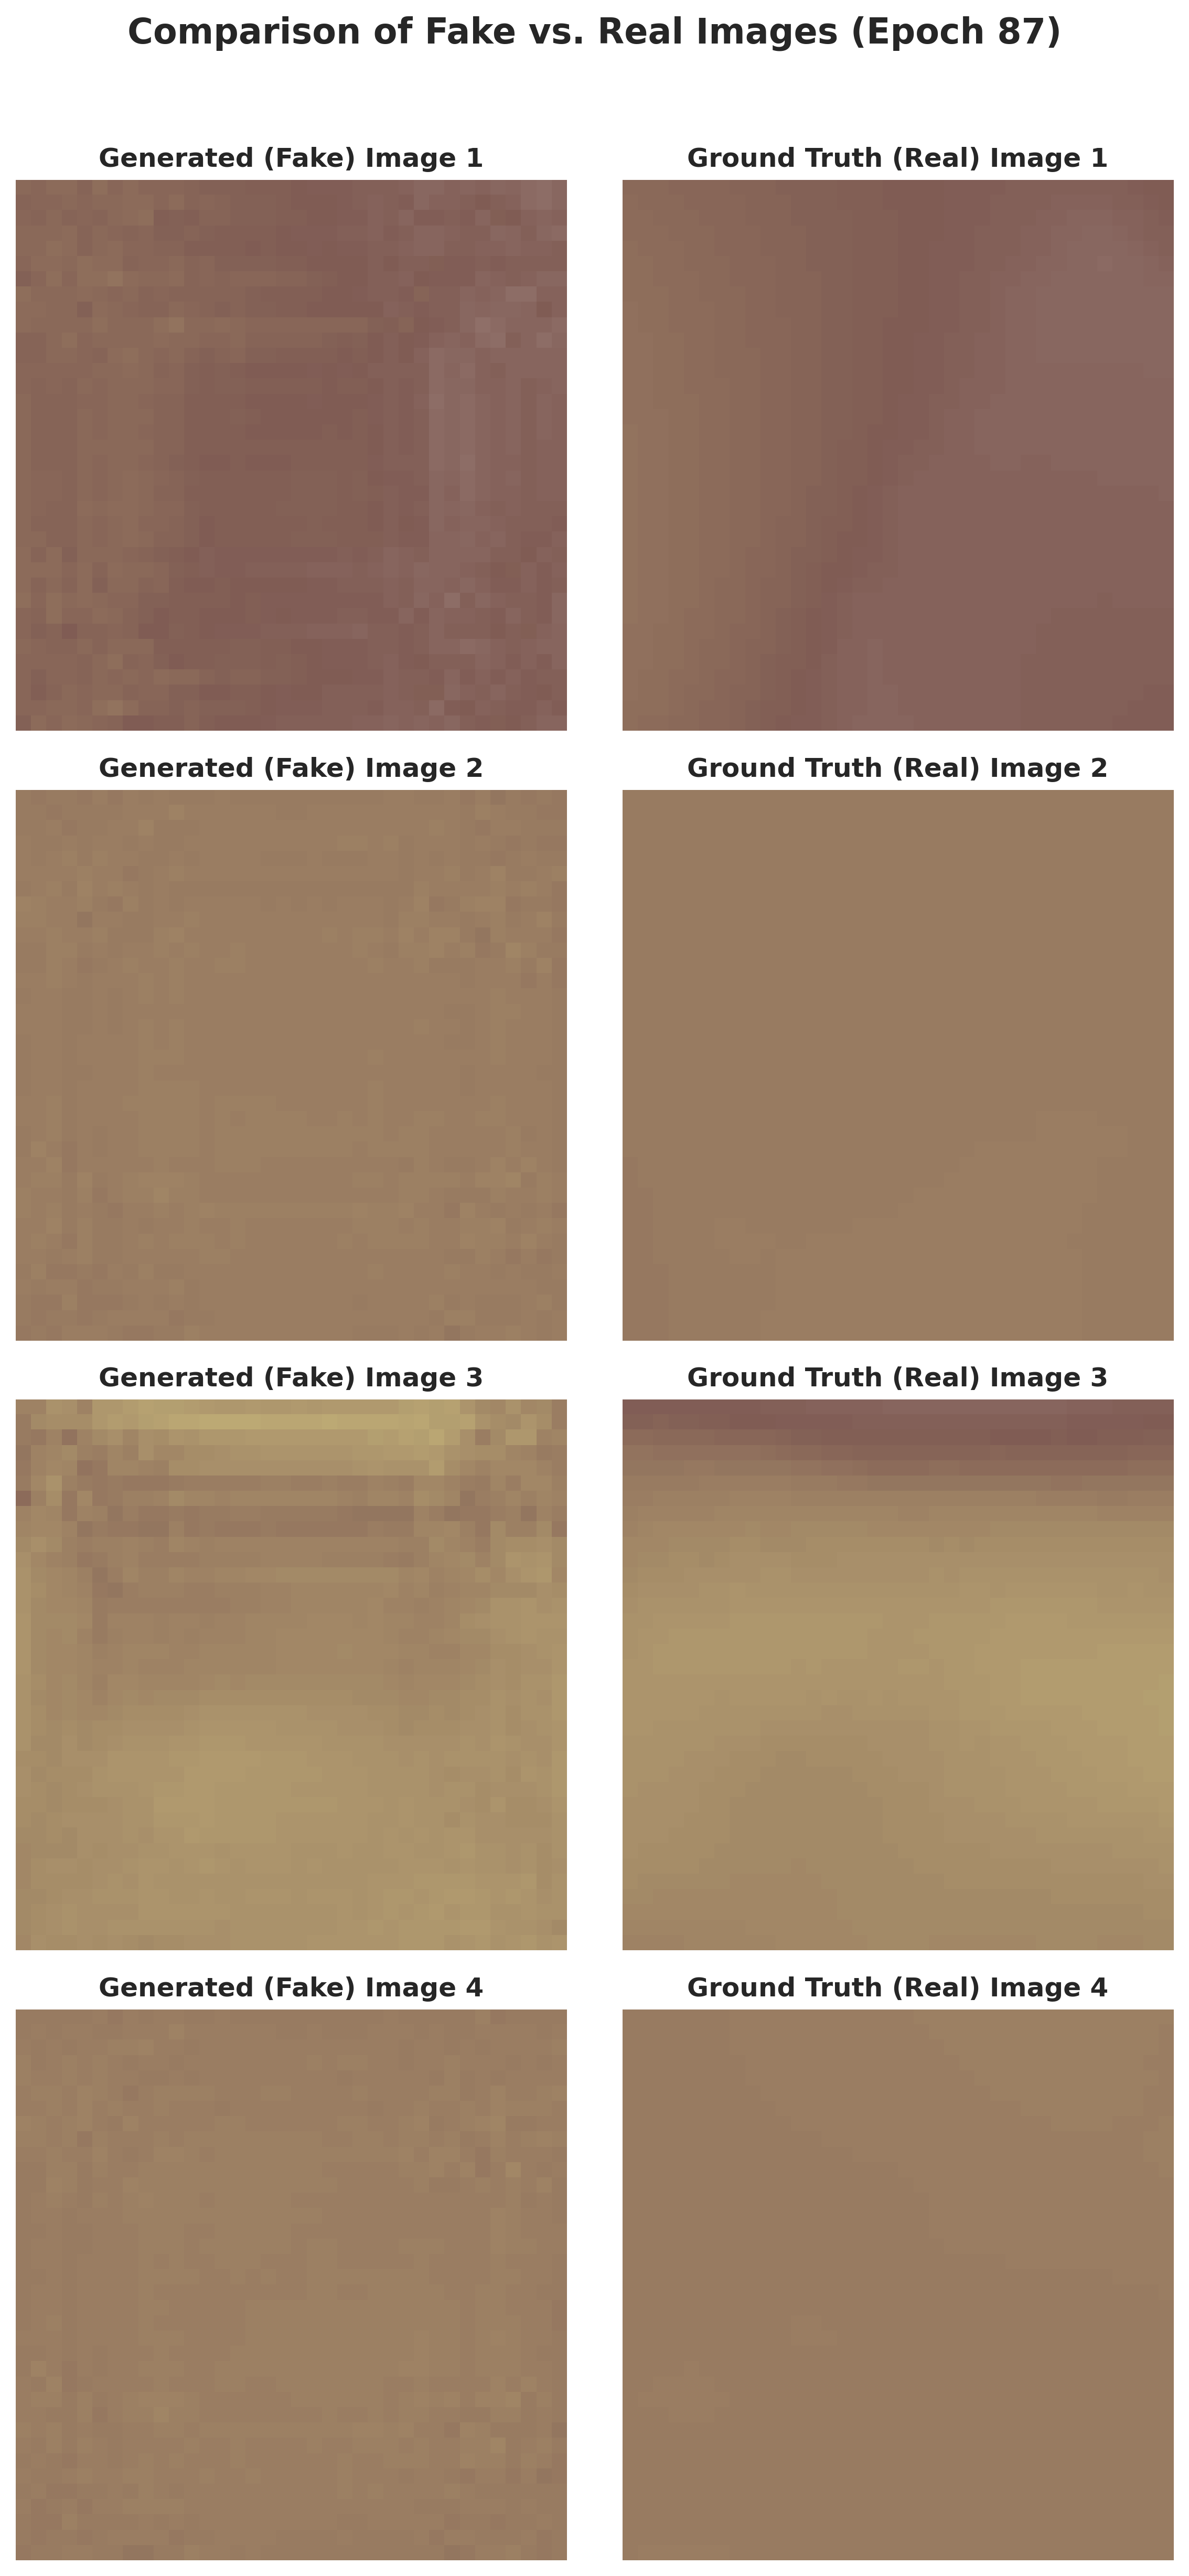 Comparison of Fake vs. Real Images (Epoch 87)
Generated (Fake) Image 1
Ground Truth (Real) Image 1
Generated (Fake) Image 2
Ground Truth (Real) Image 2
Generated (Fake) Image 3
Ground Truth (Real) Image 3
Generated (Fake) Image 4
Ground Truth (Real) Image 4